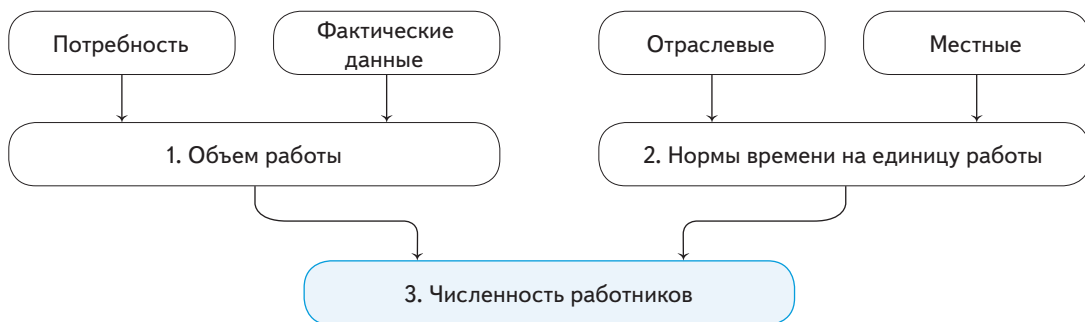 Потребность
Фактические
данные
Отраслевые
Местные
1. Объем работы
2. Нормы времени на единицу работы
3. Численность работников